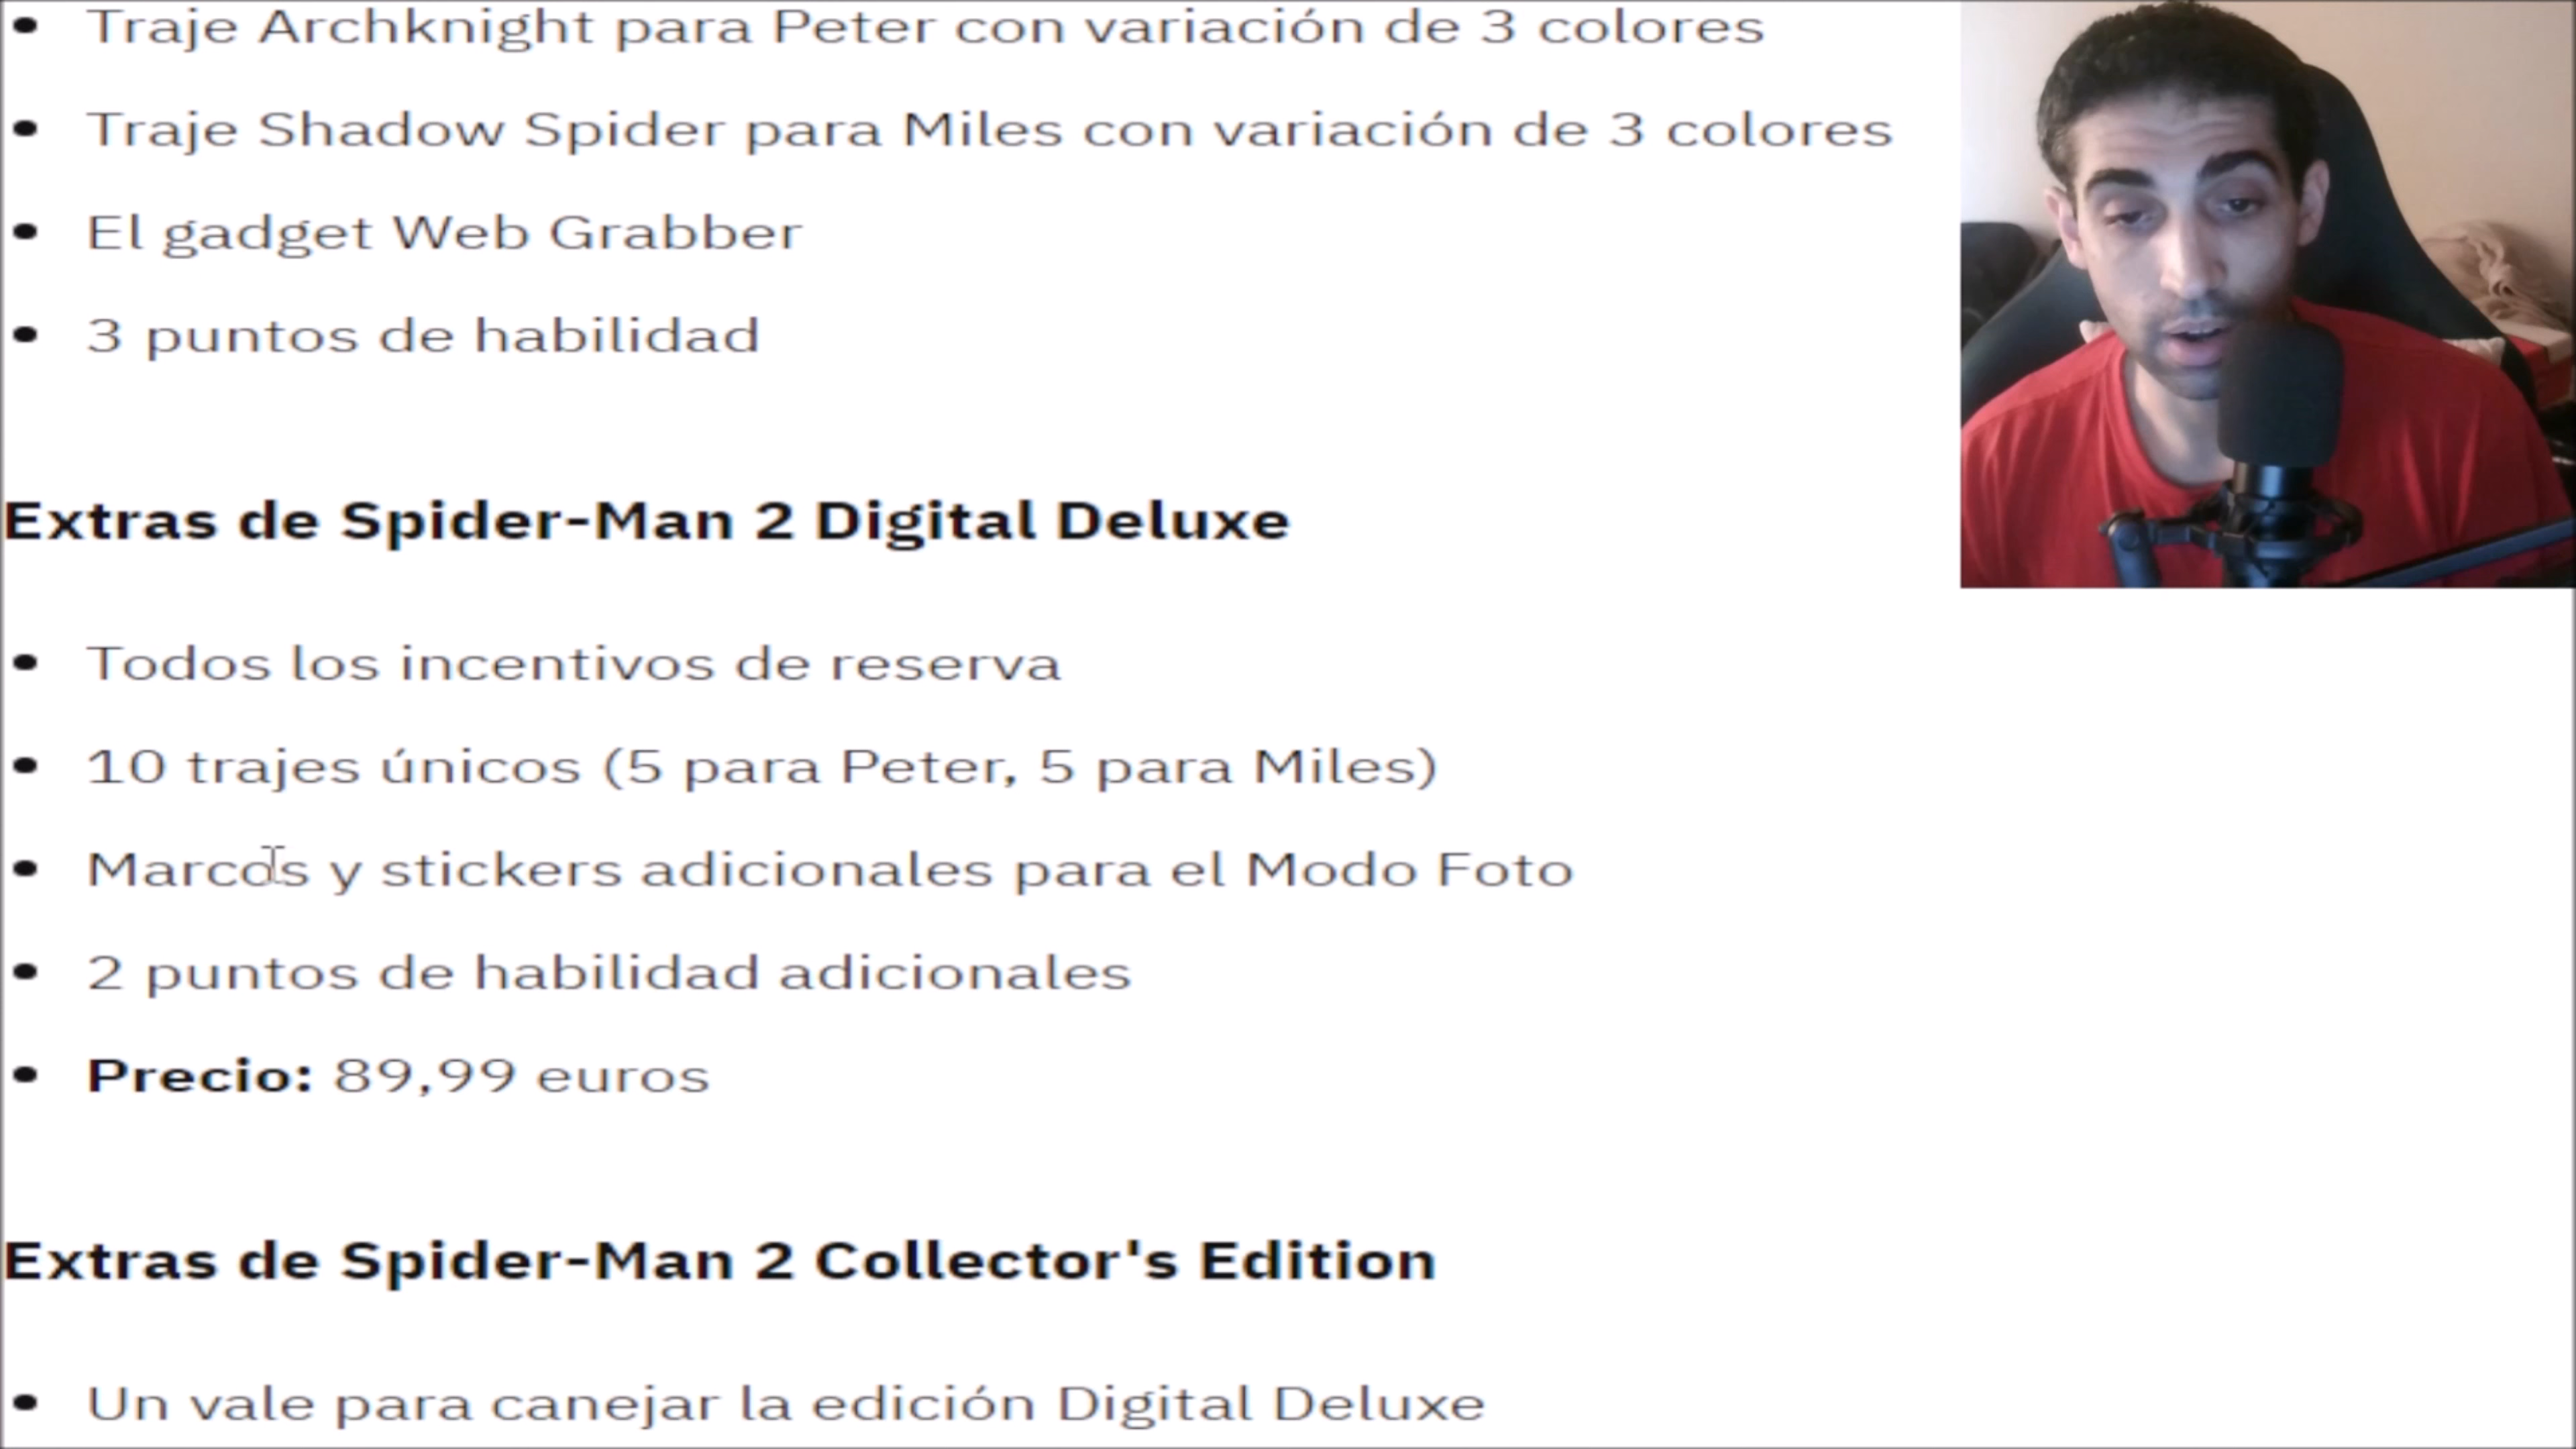 Traje Archknight para Peter con variación de 3 colores
Traje Shadow Spider para Miles con variación de 3 colores
El gadget Web Grabber
3 puntos de habilidad
Extras de Spider-Man 2 Digital Deluxe
Todos los incentivos de reserva
10 trajes únicos (5 para Peter, 5 para Miles)
Marcos y stickers adicionales para el Modo Foto
2 puntos de habilidad adicionales
Precio: 89,99 euros
Extras de Spider-Man 2 Collector's Edition
Un vale para canejar la edición Digital Deluxe